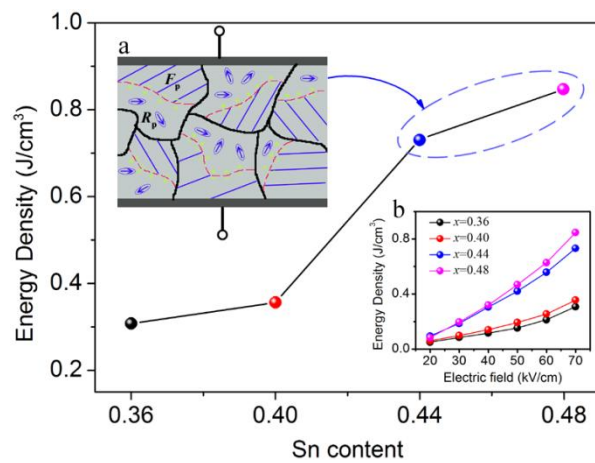 1.0
0.8
0.6
0.4
0.2
Energy Density (J/cm³)
a
Fp
Rp
b
x=0.36
x=0.40
x=0.44
x=0.48
0.8
0.4
0.0
Energy Density (J/cm³)
20 30 40 50 60 70
Electric field (kV/cm)
0.36 0.40 0.44 0.48
Sn content